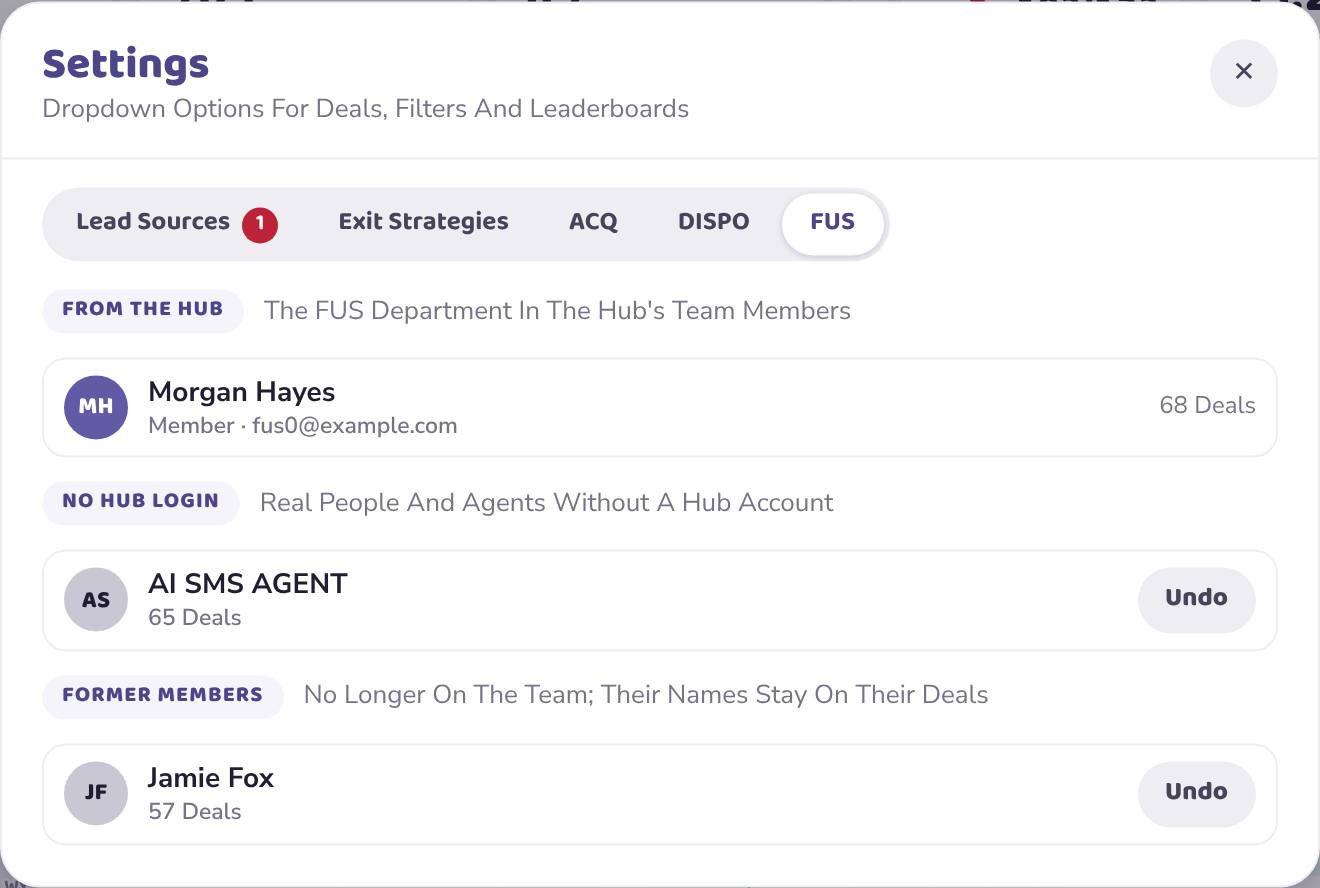 Settings
Dropdown Options For Deals, Filters And Leaderboards
×
Lead Sources 1 Exit Strategies ACQ DISPO FUS
FROM THE HUB The FUS Department In The Hub's Team Members
MH Morgan Hayes
Member · fus0@example.com
68 Deals
NO HUB LOGIN Real People And Agents Without A Hub Account
AS AI SMS AGENT
65 Deals
Undo
FORMER MEMBERS No Longer On The Team; Their Names Stay On Their Deals
JF Jamie Fox
57 Deals
Undo